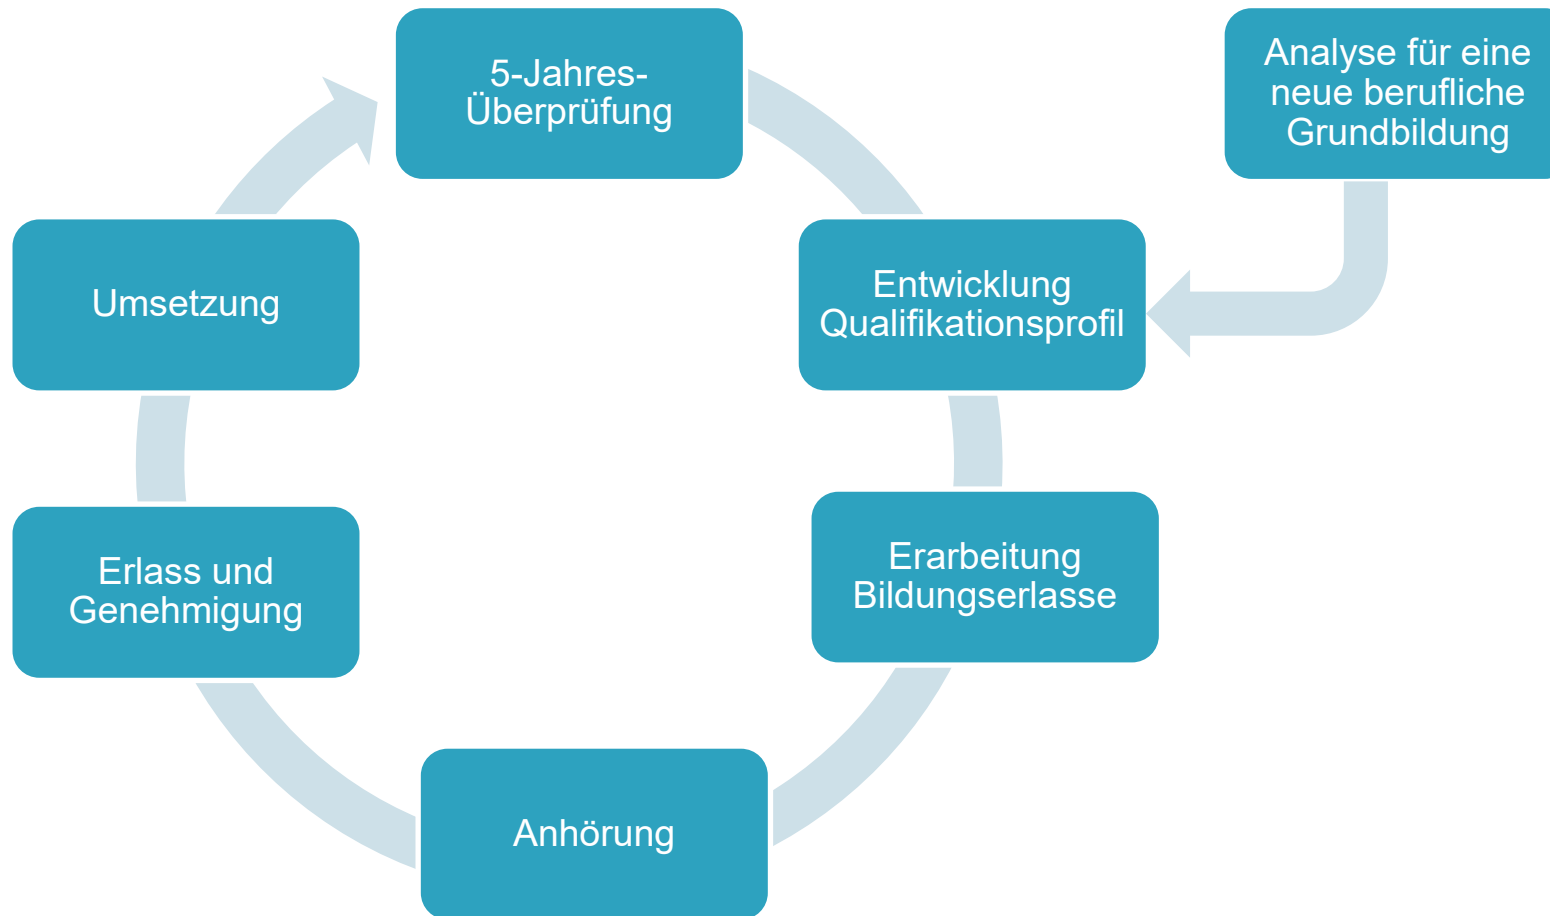 5-Jahres-
Überprüfung
Analyse für eine
neue berufliche
Grundbildung
Entwicklung
Qualifikationsprofil
Erarbeitung
Bildungserlasse
Anhörung
Erlass und
Genehmigung
Umsetzung